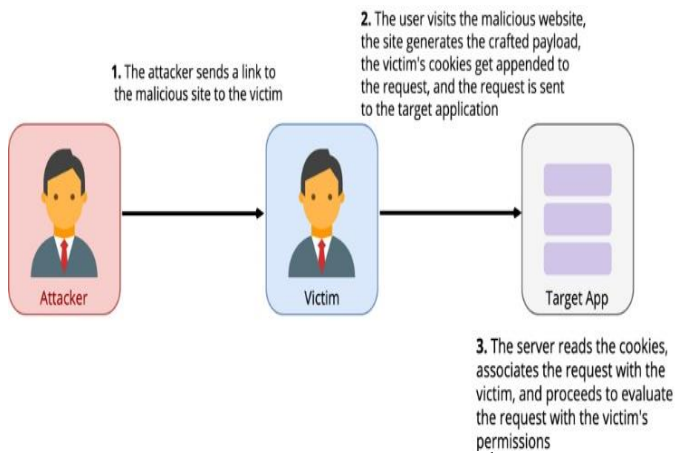 1. The attacker sends a link to
the malicious site to the victim
2. The user visits the malicious website,
the site generates the crafted payload,
the victim's cookies get appended to
the request, and the request is sent
to the target application
Attacker
Victim
Target App
3. The server reads the cookies,
associates the request with the
victim, and proceeds to evaluate
the request with the victim's
permissions